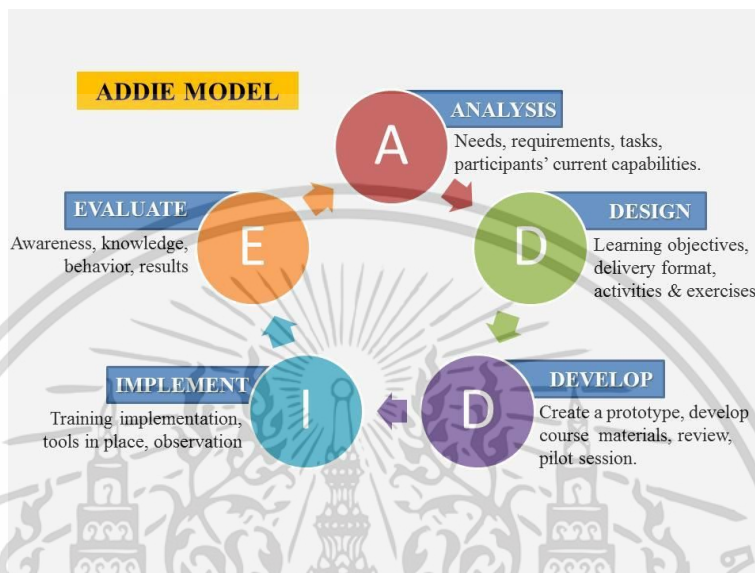 ADDIE MODEL
A
ANALYSIS
Needs, requirements, tasks,
participants' current capabilities.
D
DESIGN
Learning objectives,
delivery format,
activities & exercises
D
DEVELOP
Create a prototype, develop
course materials, review,
pilot session.
I
IMPLEMENT
Training implementation,
tools in place, observation
E
EVALUATE
Awareness, knowledge,
behavior, results